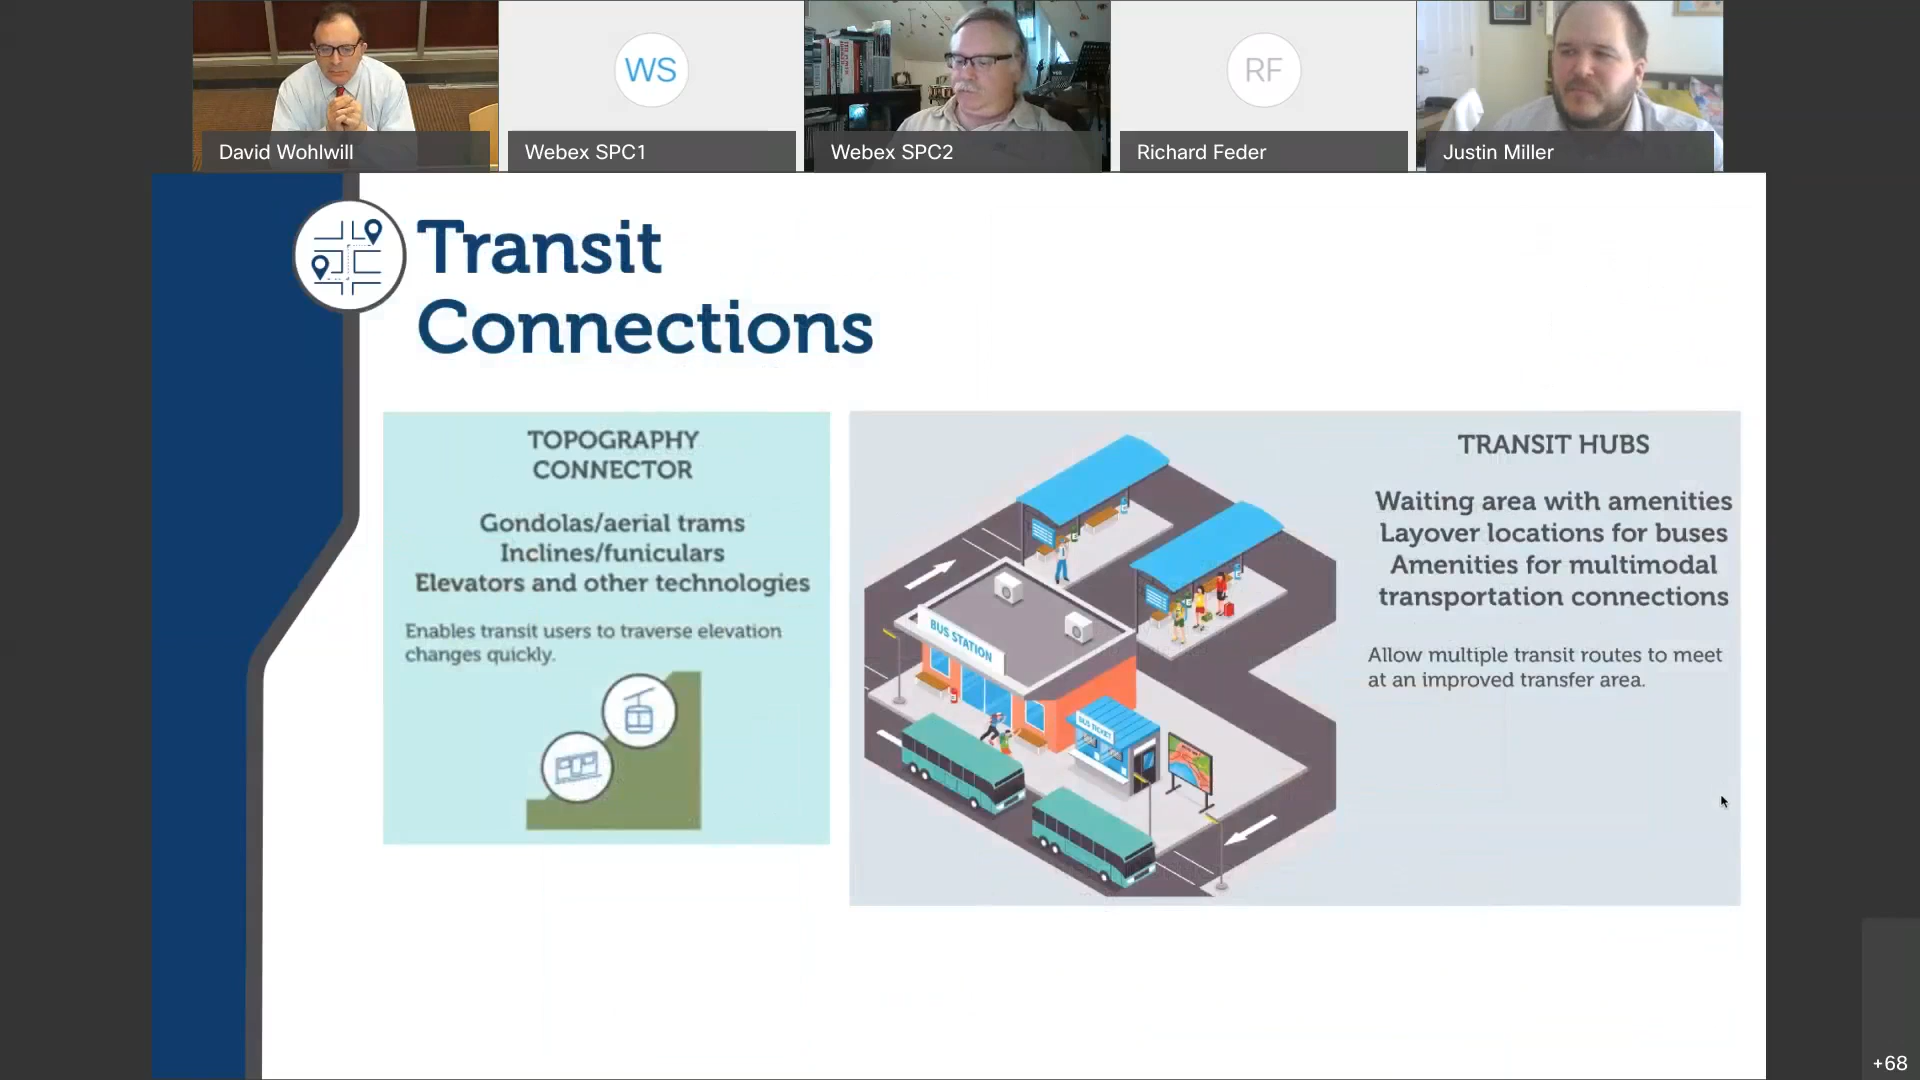 WS
RF
David Wohlwill
Webex SPC1
Webex SPC2
Richard Feder
Justin Miller
Transit
Connections
TOPOGRAPHY
CONNECTOR
Gondolas/aerial trams
Inclines/funiculars
Elevators and other technologies
Enables transit users to traverse elevation
changes quickly.
BUS STATION
BUS TICKET
TRANSIT HUBS
Waiting area with amenities
Layover locations for buses
Amenities for multimodal
transportation connections
Allow multiple transit routes to meet
at an improved transfer area.
+68